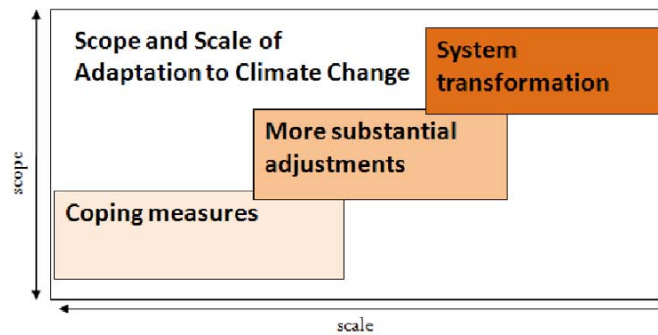 Scope and Scale of
Adaptation to Climate Change
System
transformation
More substantial
adjustments
Coping measures
scope
scale